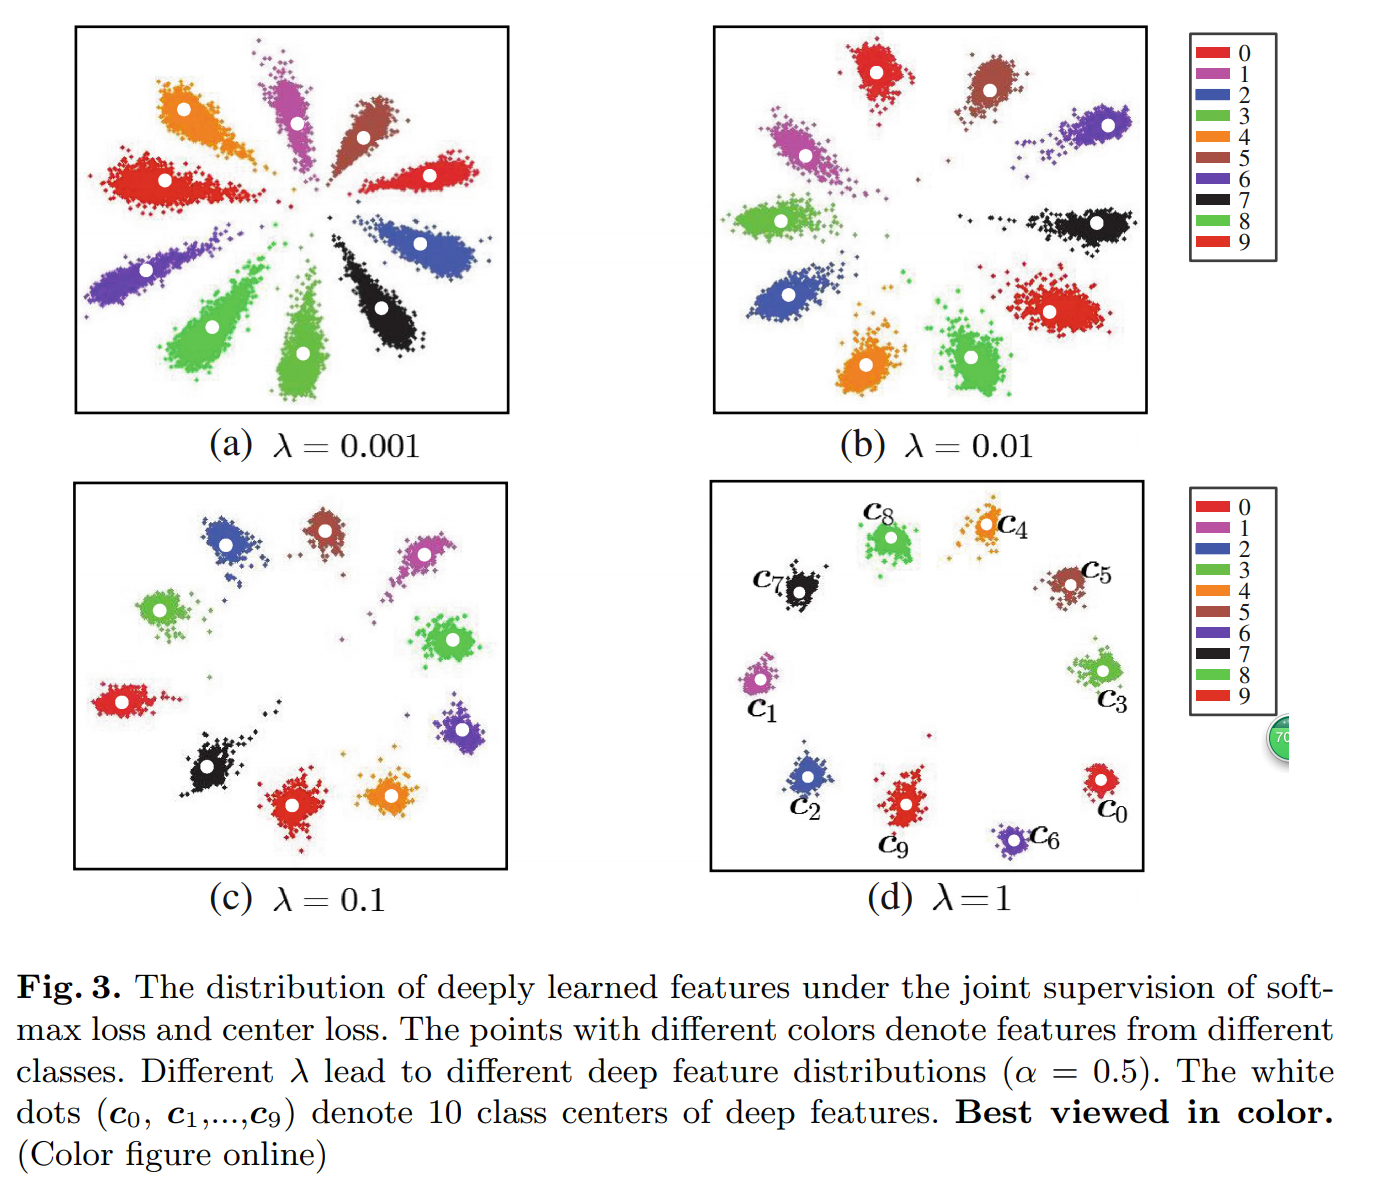 0
1
2
3
4
5
6
7
8
9
(a) λ = 0.001
(b) λ = 0.01
c8
c4
c7
c5
c1
c3
c2
c0
c9
c6
0
1
2
3
4
5
6
7
8
9
70
(c) λ = 0.1
(d) λ=1
Fig. 3. The distribution of deeply learned features under the joint supervision of soft-
max loss and center loss. The points with different colors denote features from different
classes. Different λ lead to different deep feature distributions (α = 0.5). The white
dots (c0, c1,...,c9) denote 10 class centers of deep features. Best viewed in color.
(Color figure online)